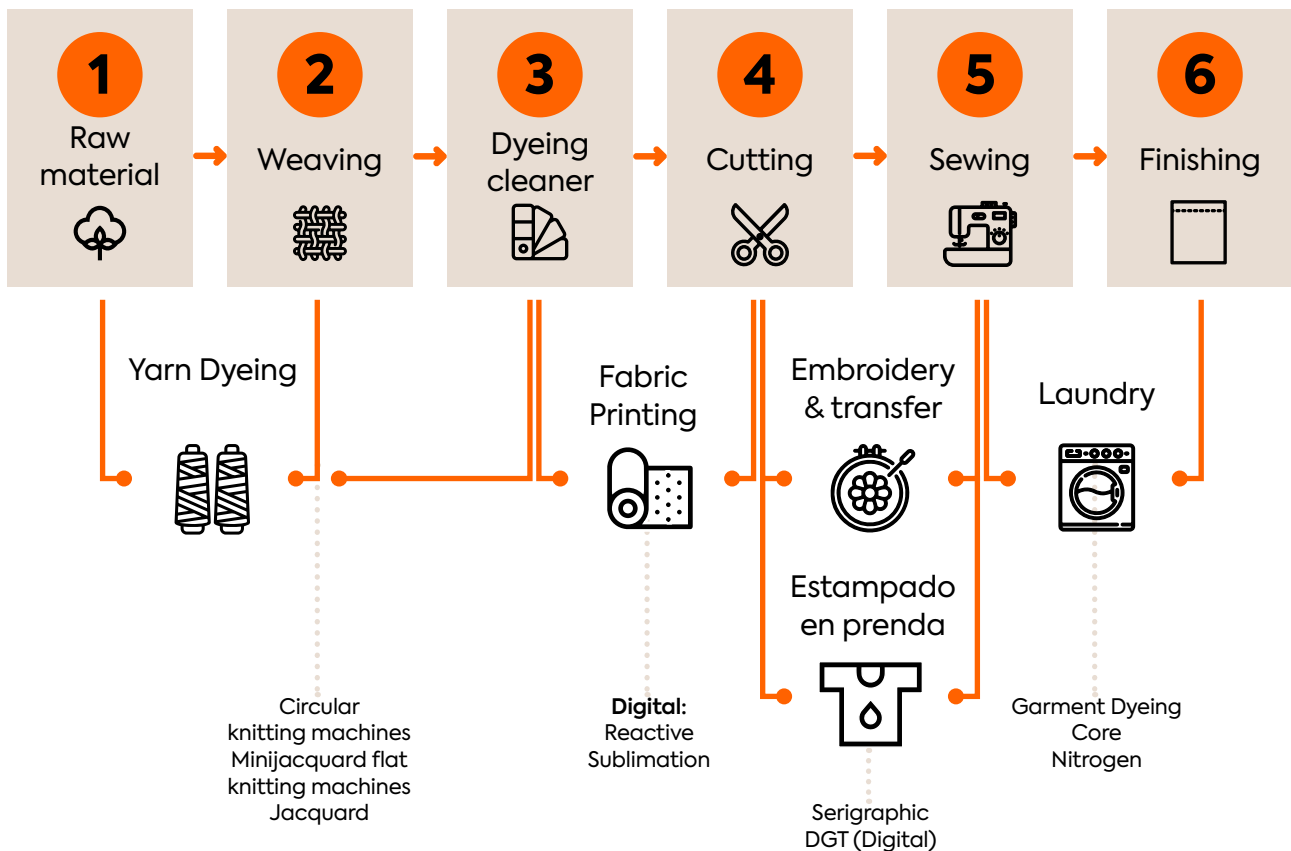 1
Raw
material
2
Weaving
3
Dyeing
cleaner
4
Cutting
5
Sewing
6
Finishing
Yarn Dyeing
Fabric
Printing
Embroidery
& transfer
Laundry
Estampado
en prenda
Circular
knitting machines
Minijacquard flat
knitting machines
Jacquard
Digital:
Reactive
Sublimation
Garment Dyeing
Core
Nitrogen
Serigraphic
DGT (Digital)